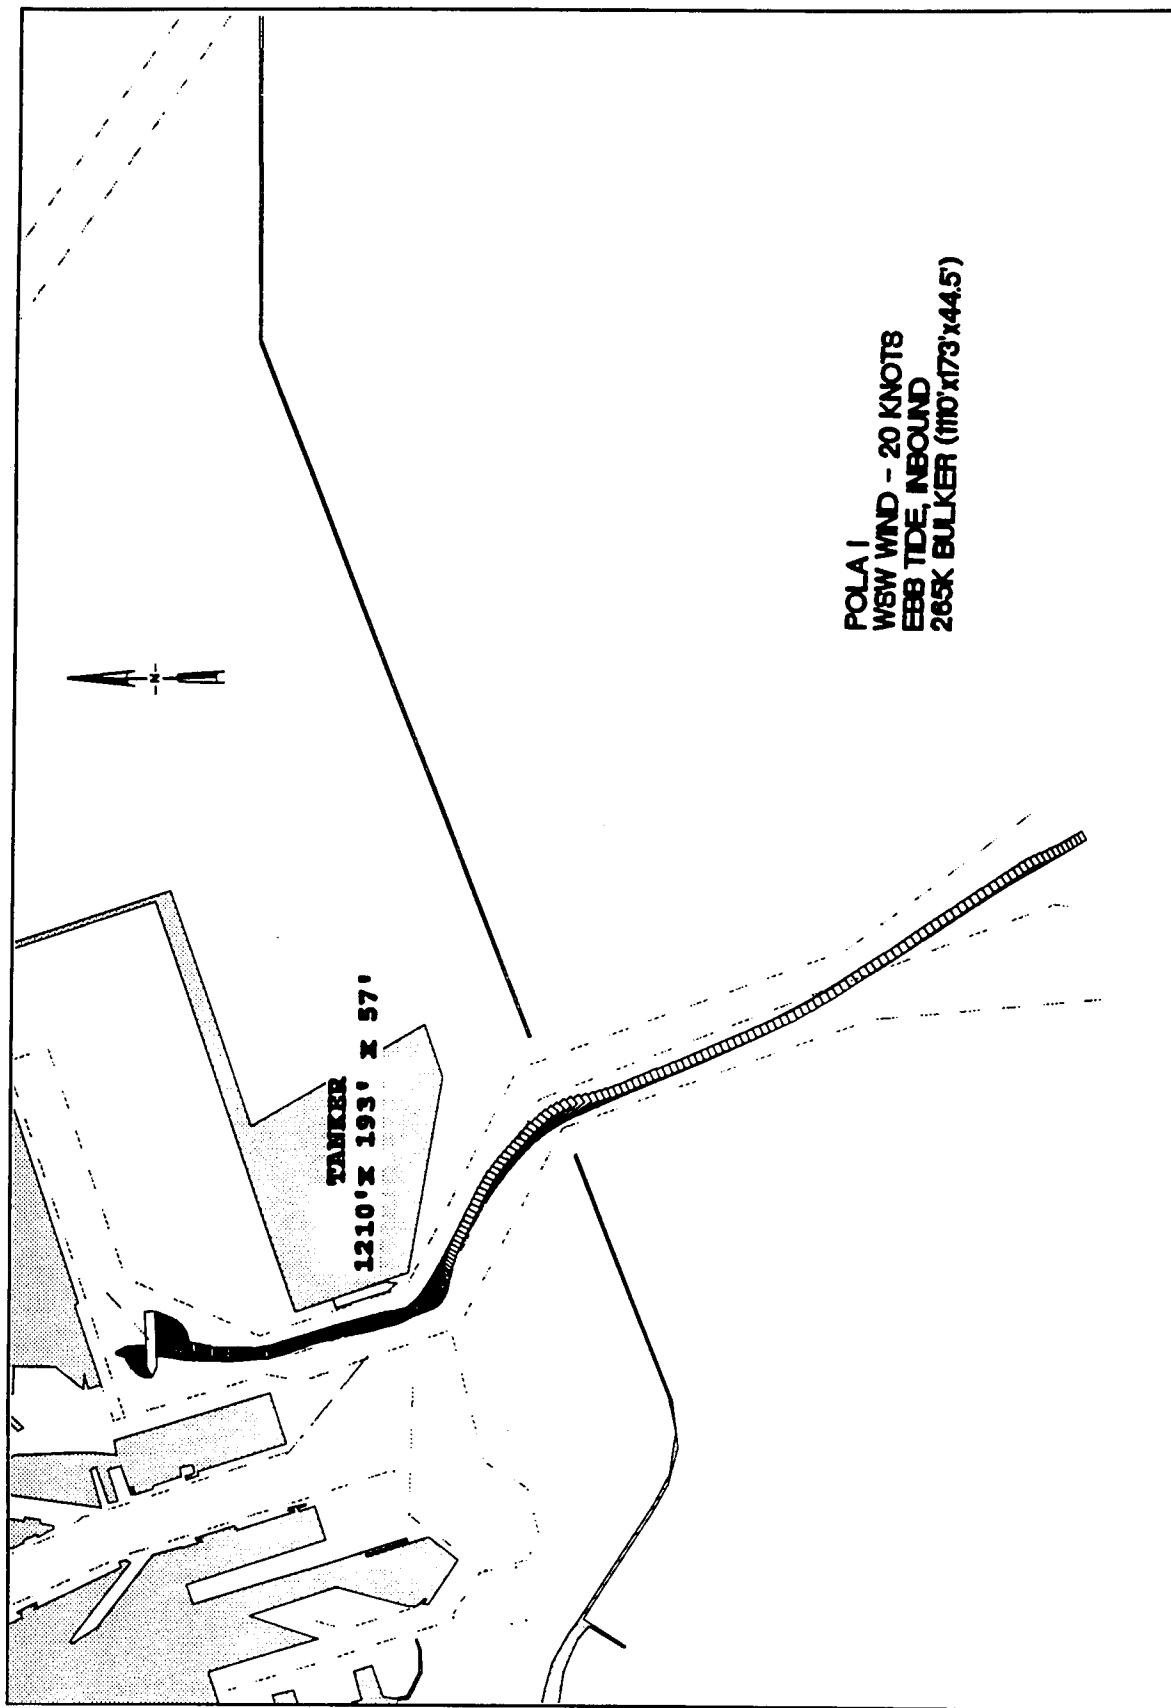 TANKER
1210'X 193' X 57'
N
POLA I
WSW WIND - 20 KNOTS
EBB TIDE, INBOUND
265K BULKER (1110'x173'x44.5')